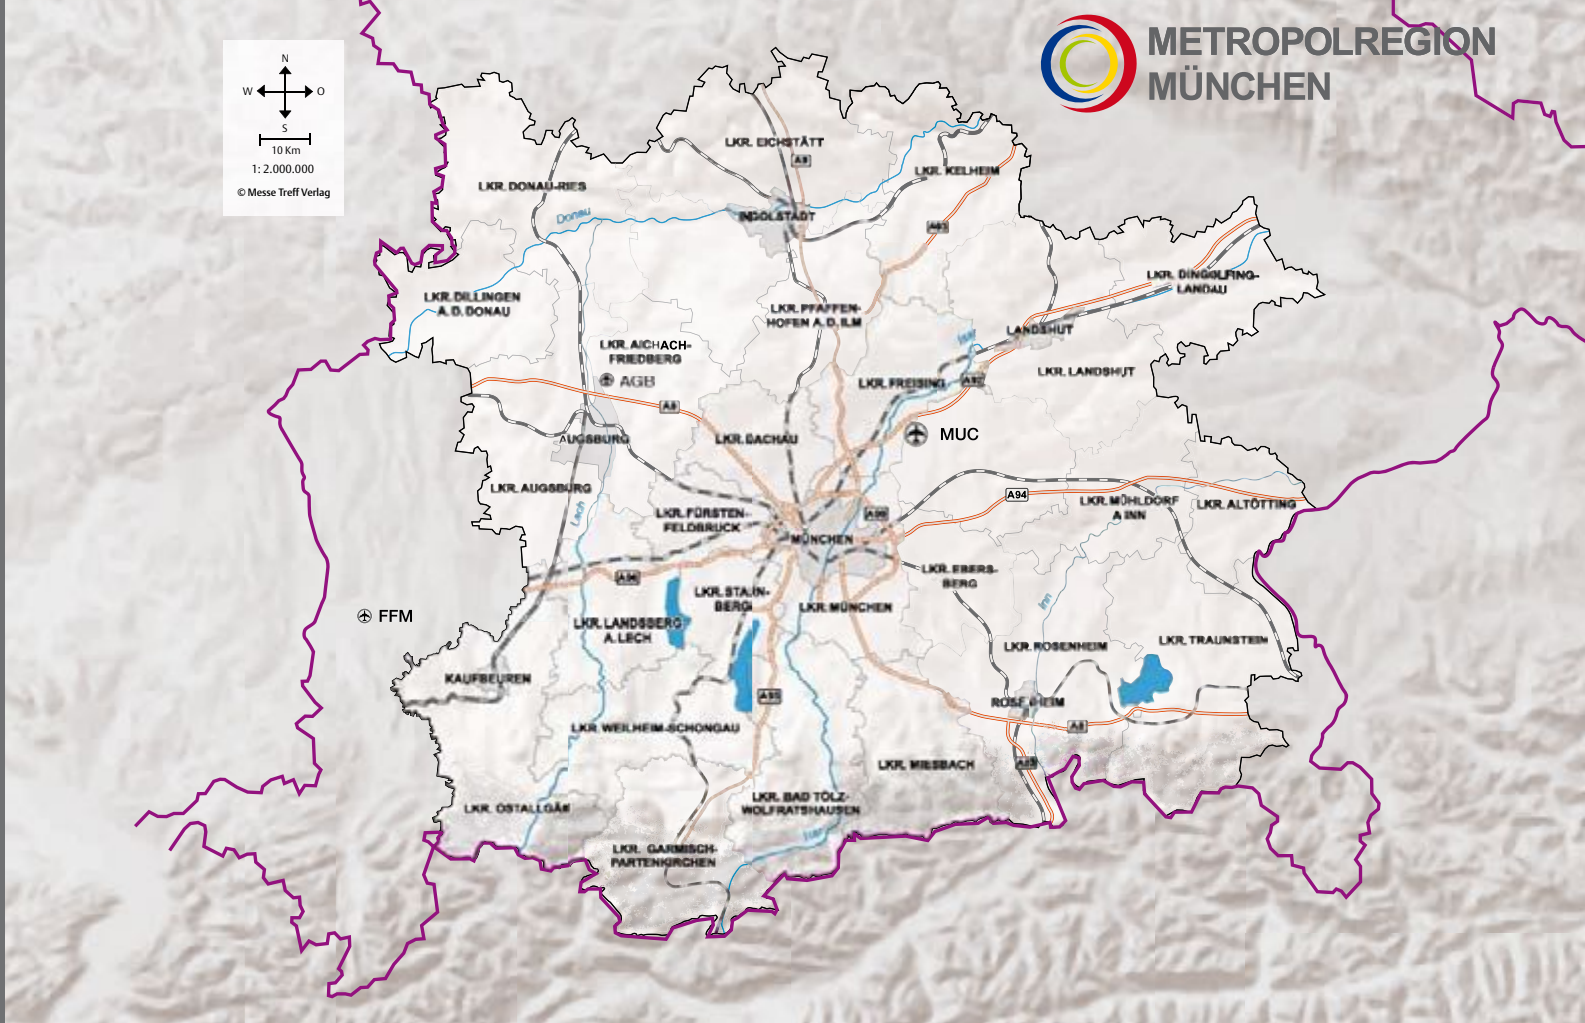 METROPOLREGION
MÜNCHEN
N
W
O
S
10 Km
1: 2.000.000
© Messe Treff Verlag
LKR. EICHSTÄTT
A9
LKR. KELHEIM
LKR. DONAU-RIES
Donau
INGOLSTADT
A93
LKR. DINGOLFING-
LANDAU
LKR. DILLINGEN
A. D. DONAU
LKR. PFAFFEN-
HOFEN A. D. ILM
LANDSHUT
Isar
LKR. AICHACH-
FRIEDBERG
AGB
LKR. FREISING
A92
LKR. LANDSHUT
A8
AUGSBURG
LKR. DACHAU
MUC
LKR. AUGSBURG
A94
LKR. MÜHLDORF
A INN
LKR. ALTÖTTING
Lech
LKR. FÜRSTEN-
FELDBRUCK
A99
MÜNCHEN
A96
LKR. EBERS-
BERG
LKR. STARN-
BERG
LKR. MÜNCHEN
Inn
FFM
LKR. LANDSBERG
A. LECH
LKR. ROSENHEIM
LKR. TRAUNSTEIN
KAUFBEUREN
A95
ROSENHEIM
LKR. WEILHEIM-SCHONGAU
A8
LKR. MIESBACH
A93
LKR. OSTALLGÄU
LKR. BAD TÖLZ-
WOLFRATSHAUSEN
Isar
LKR. GARMISCH-
PARTENKIRCHEN